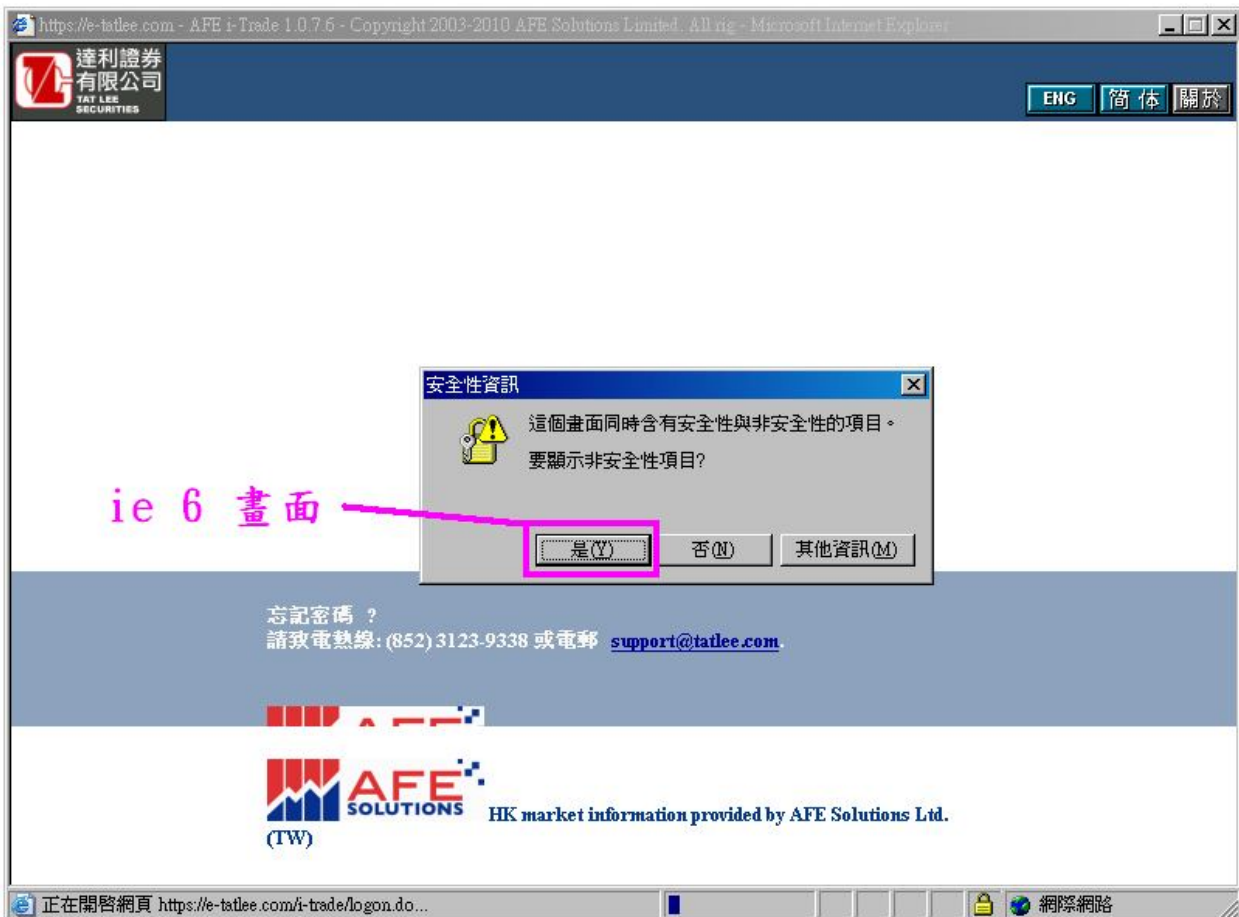 https://e-tatlee.com - AFE i-Trade 1.0.7.6 - Copyright 2003-2010 AFE Solutions Limited. All rig - Microsoft Internet Explorer
達利證券
有限公司
TAT LEE
SECURITIES
ENG 簡体 關於
安全性資訊
這個畫面同時含有安全性與非安全性的項目。
要顯示非安全性項目?
ie 6 畫面
是(Y) 否(N) 其他資訊(M)
忘記密碼 ?
請致電熱線: (852) 3123-9338 或電郵 support@tatlee.com.
AFE
SOLUTIONS
HK market information provided by AFE Solutions Ltd.
(TW)
正在開啓網頁 https://e-tatlee.com/i-trade/logon.do... 網際網路